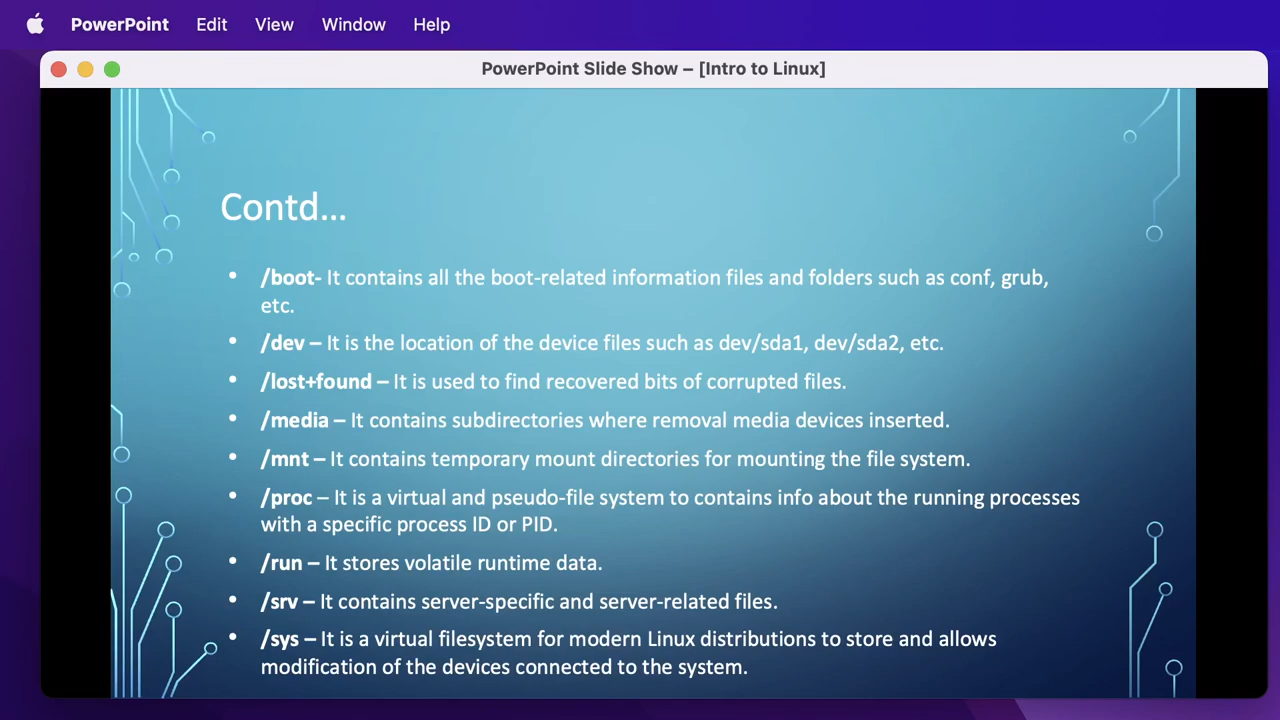 PowerPoint Edit View Window Help
PowerPoint Slide Show – [Intro to Linux]
Contd...
• /boot- It contains all the boot-related information files and folders such as conf, grub,
etc.
• /dev – It is the location of the device files such as dev/sda1, dev/sda2, etc.
• /lost+found – It is used to find recovered bits of corrupted files.
• /media – It contains subdirectories where removal media devices inserted.
• /mnt – It contains temporary mount directories for mounting the file system.
• /proc – It is a virtual and pseudo-file system to contains info about the running processes
with a specific process ID or PID.
• /run – It stores volatile runtime data.
• /srv – It contains server-specific and server-related files.
• /sys – It is a virtual filesystem for modern Linux distributions to store and allows
modification of the devices connected to the system.